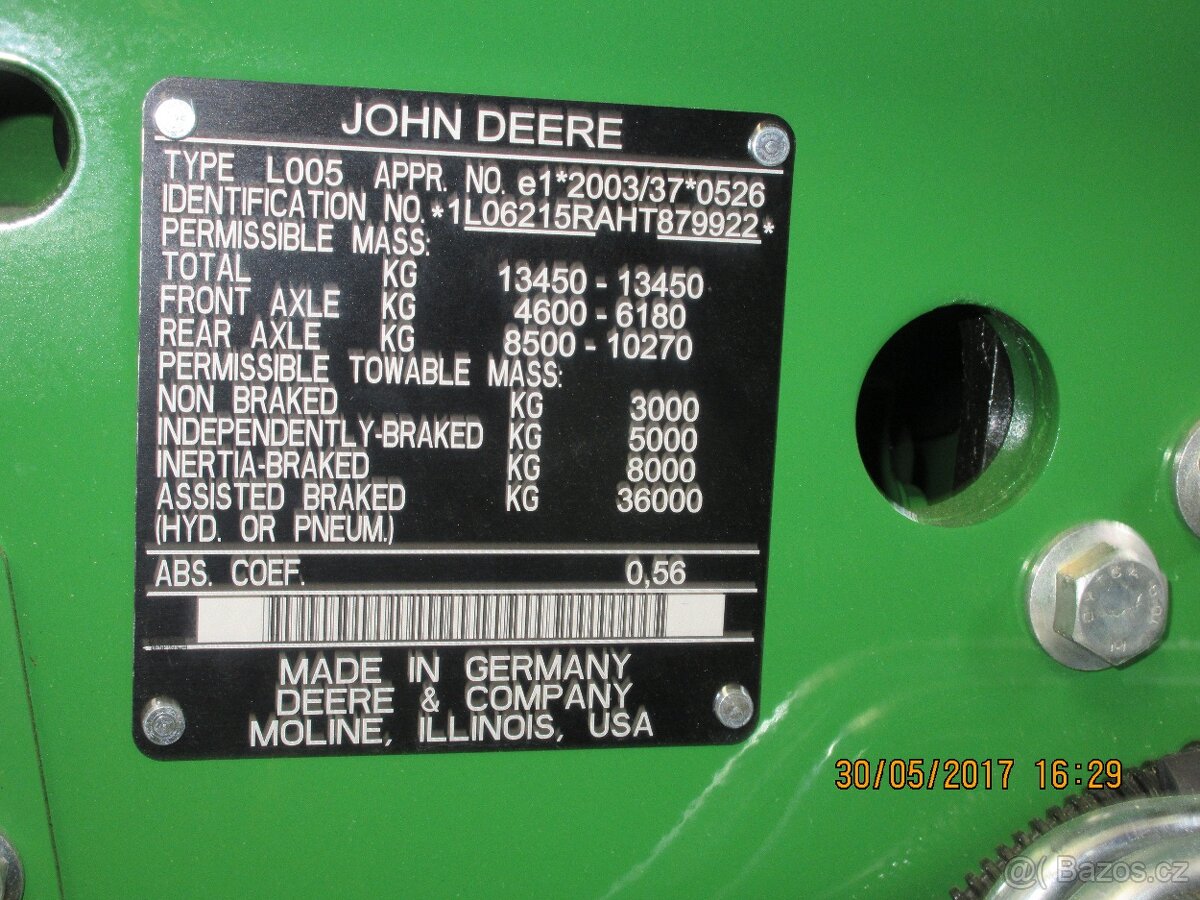 JOHN DEERE
TYPE L005 APPR. NO. e1*2003/37*0526
IDENTIFICATION NO. *1L06215RAHT879922*
PERMISSIBLE MASS:
TOTAL KG 13450 - 13450
FRONT AXLE KG 4600 - 6180
REAR AXLE KG 8500 - 10270
PERMISSIBLE TOWABLE MASS:
NON BRAKED KG 3000
INDEPENDENTLY-BRAKED KG 5000
INERTIA-BRAKED KG 8000
ASSISTED BRAKED KG 36000
(HYD. OR PNEUM.)
ABS. COEF. 0,56
MADE IN GERMANY
DEERE & COMPANY
MOLINE, ILLINOIS, USA
30/05/2017 16:29
@( Bazos.cz